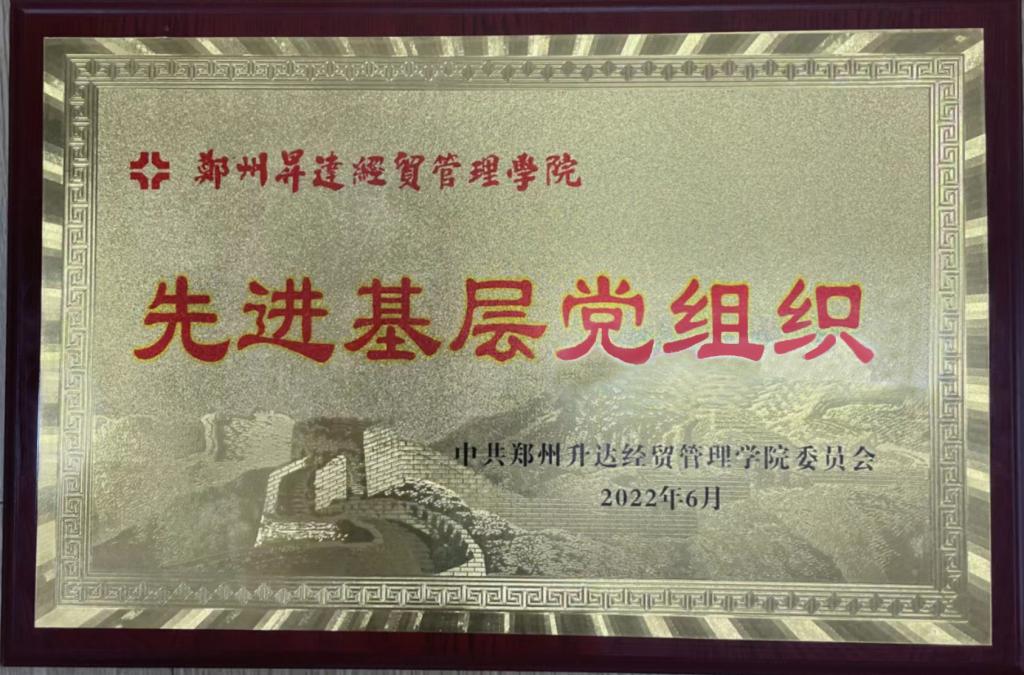 鄭州昇達經貿管理學院
先进基层党组织
中共郑州升达经贸管理学院委员会
2022年6月